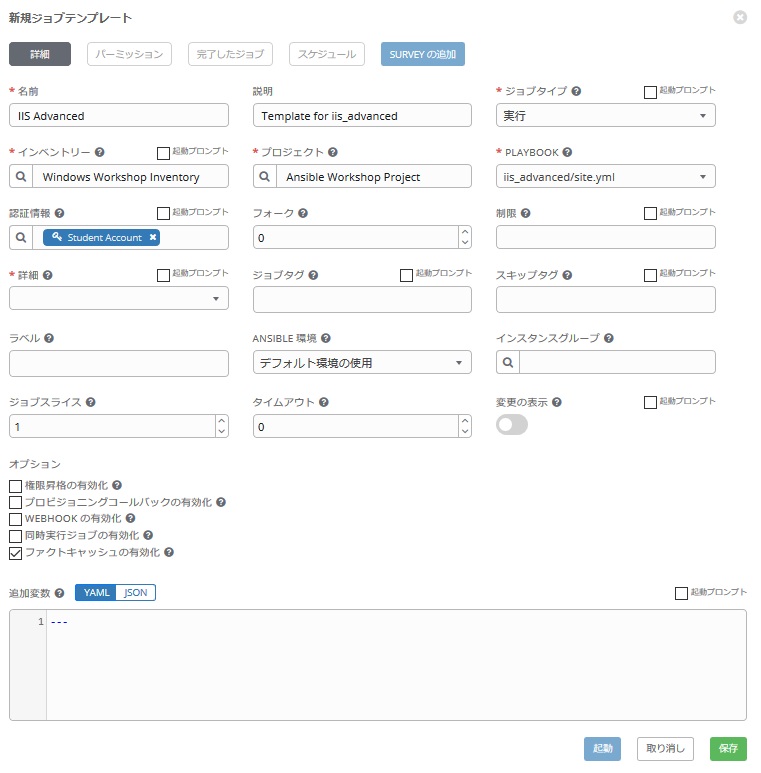 新規ジョブテンプレート
詳細 パーミッション 完了したジョブ スケジュール SURVEY の追加
* 名前 説明 * ジョブタイプ 起動プロンプト
IIS Advanced Template for iis_advanced 実行
* インベントリー 起動プロンプト * プロジェクト * PLAYBOOK
Windows Workshop Inventory Ansible Workshop Project iis_advanced/site.yml
認証情報 起動プロンプト フォーク 制限 起動プロンプト
Student Account 0
* 詳細 起動プロンプト ジョブタグ 起動プロンプト スキップタグ 起動プロンプト
ラベル ANSIBLE 環境 インスタンスグループ
デフォルト環境の使用
ジョブスライス タイムアウト 変更の表示 起動プロンプト
1 0
オプション
権限昇格の有効化
プロビジョニングコールバックの有効化
WEBHOOK の有効化
同時実行ジョブの有効化
ファクトキャッシュの有効化
追加変数 YAML JSON 起動プロンプト
1 ---
起動 取り消し 保存